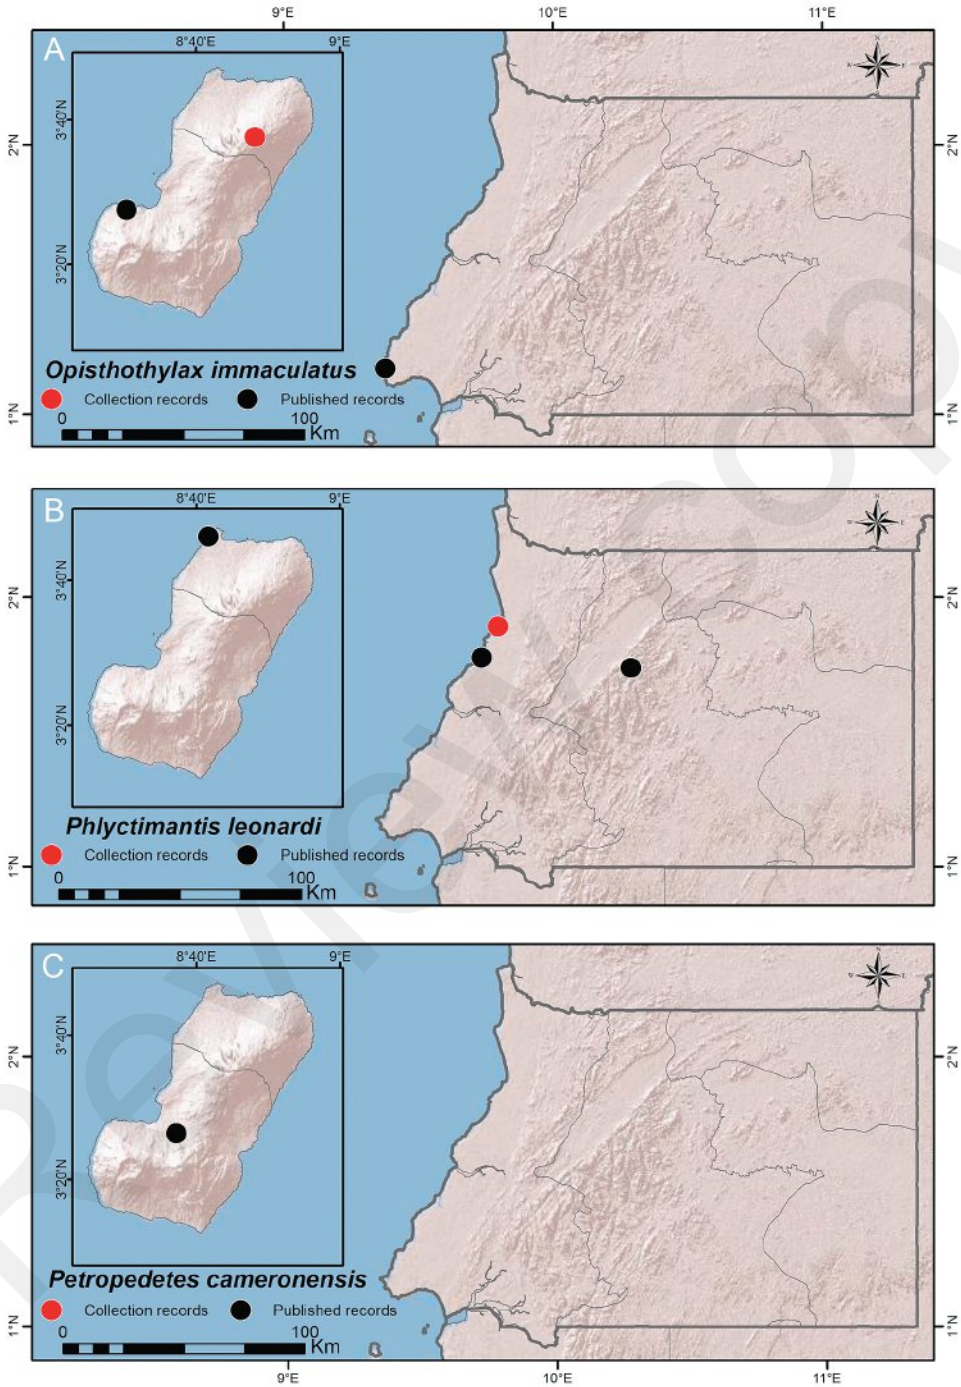 9°E 10°E 11°E
A 8°40'E 9°E
3°40'N
3°20'N
2°N 2°N
1°N 1°N
N
W E
Opisthothylax immaculatus
Collection records Published records
0 100
Km
B 8°40'E 9°E
3°40'N
3°20'N
2°N 2°N
1°N 1°N
N
W E
Phlyctimantis leonardi
Collection records Published records
0 100
Km
C 8°40'E 9°E
3°40'N
3°20'N
2°N 2°N
1°N 1°N
N
W E
Petropedetes cameronensis
Collection records Published records
0 100
Km
9°E 10°E 11°E
Review copy